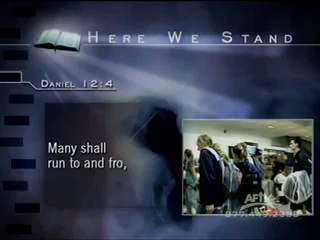 HERE WE STAND
DANIEL 12:4
Many shall
run to and fro,